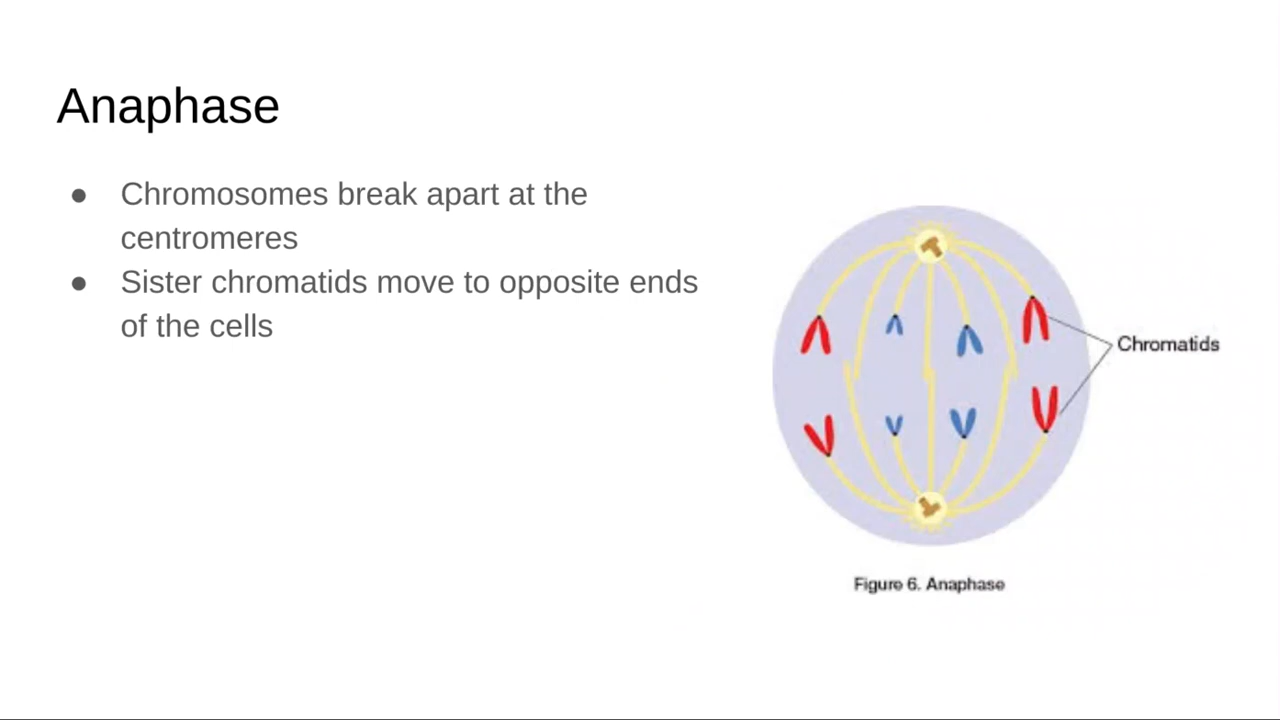 Anaphase
● Chromosomes break apart at the
centromeres
● Sister chromatids move to opposite ends
of the cells
Chromatids
Figure 6. Anaphase